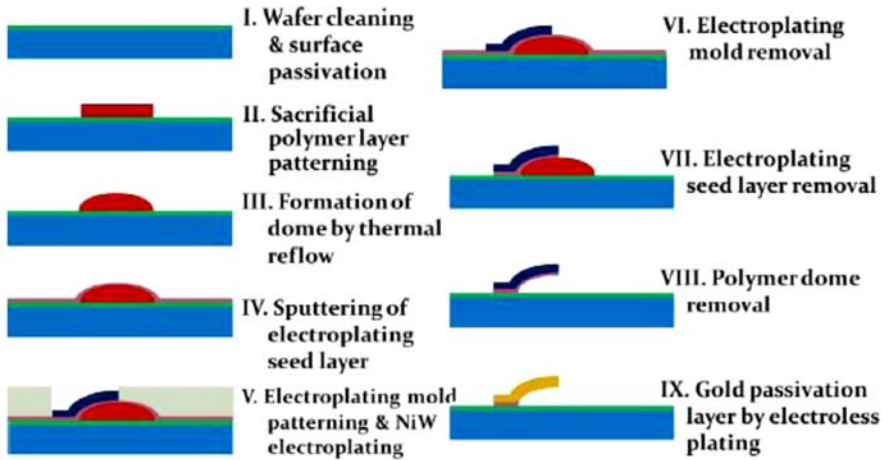 I. Wafer cleaning
& surface
passivation
II. Sacrificial
polymer layer
patterning
III. Formation of
dome by thermal
reflow
IV. Sputtering of
electroplating
seed layer
V. Electroplating mold
patterning & NiW
electroplating
VI. Electroplating
mold removal
VII. Electroplating
seed layer removal
VIII. Polymer dome
removal
IX. Gold passivation
layer by electroless
plating